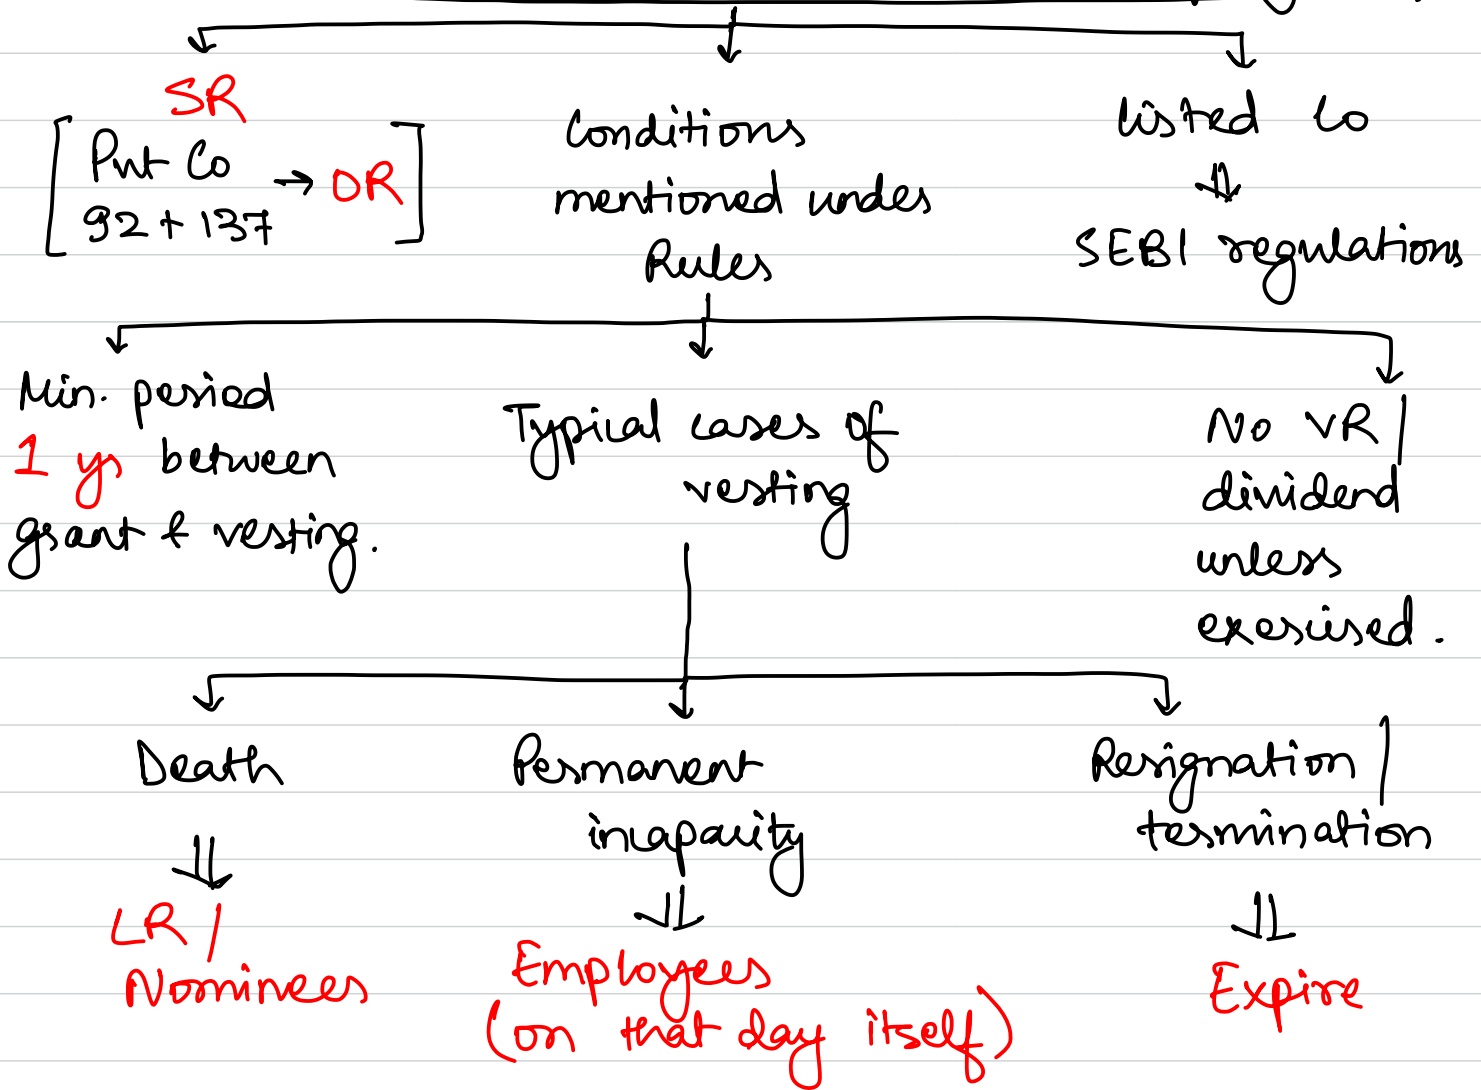 SR
[ Pvt Co → OR ]
92 + 137
Conditions
mentioned under
Rules
Listed Co
⇓
SEBI regulations
Min. period
1 yr between
grant & vesting.
Typical cases of
vesting
No VR /
dividend
unless
exercised.
Death
⇓
LR /
Nominees
Permanent
incapacity
⇓
Employees
(on that day itself)
Resignation /
termination
⇓
Expire